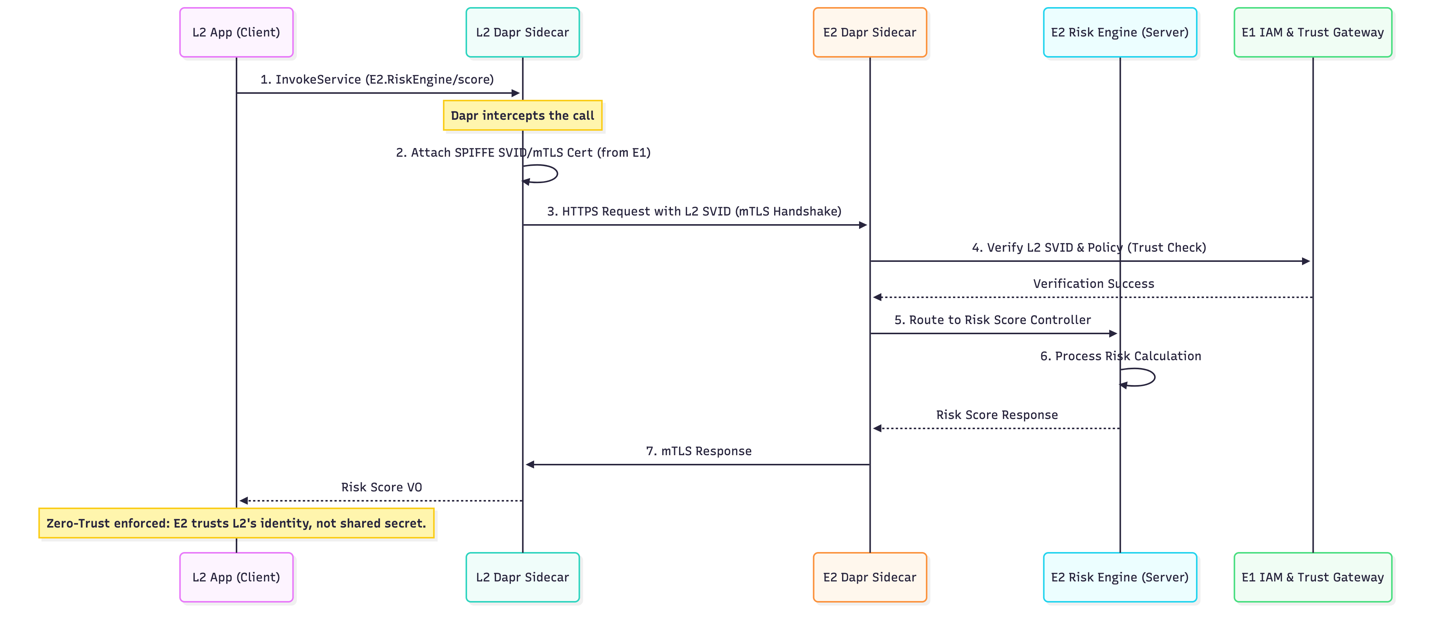 L2 App (Client)
L2 Dapr Sidecar
E2 Dapr Sidecar
E2 Risk Engine (Server)
E1 IAM & Trust Gateway
1. InvokeService (E2.RiskEngine/score)
Dapr intercepts the call
2. Attach SPIFFE SVID/mTLS Cert (from E1)
3. HTTPS Request with L2 SVID (mTLS Handshake)
4. Verify L2 SVID & Policy (Trust Check)
Verification Success
5. Route to Risk Score Controller
6. Process Risk Calculation
Risk Score Response
7. mTLS Response
Risk Score VO
Zero-Trust enforced: E2 trusts L2's identity, not shared secret.
L2 App (Client)
L2 Dapr Sidecar
E2 Dapr Sidecar
E2 Risk Engine (Server)
E1 IAM & Trust Gateway